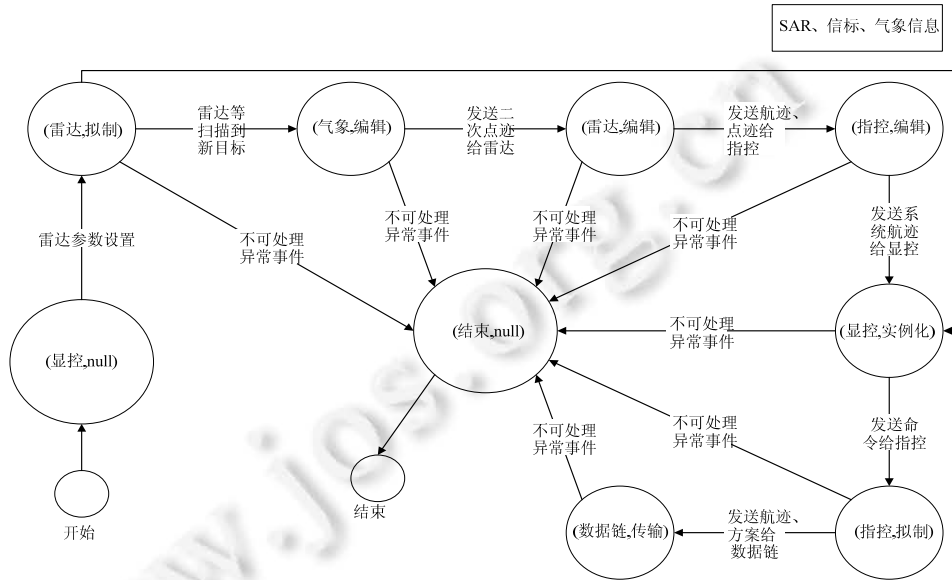 SAR、信标、气象信息
(雷达,拟制)
雷达等
扫描到
新目标
(气象,编辑)
发送二
次点迹
给雷达
(雷达,编辑)
发送航迹、
点迹给
指控
(指控,编辑)
雷达参数设置
不可处理
异常事件
不可处理
异常事件
不可处理
异常事件
不可处理
异常事件
发送系
统航迹
给显控
(显控,null)
(结束,null)
不可处理
异常事件
(显控,实例化)
不可处理
异常事件
不可处理
异常事件
发送命
令给指控
开始
结束
(数据链,传输)
发送航迹、
方案给
数据链
(指控,拟制)
www.jos.org.cn